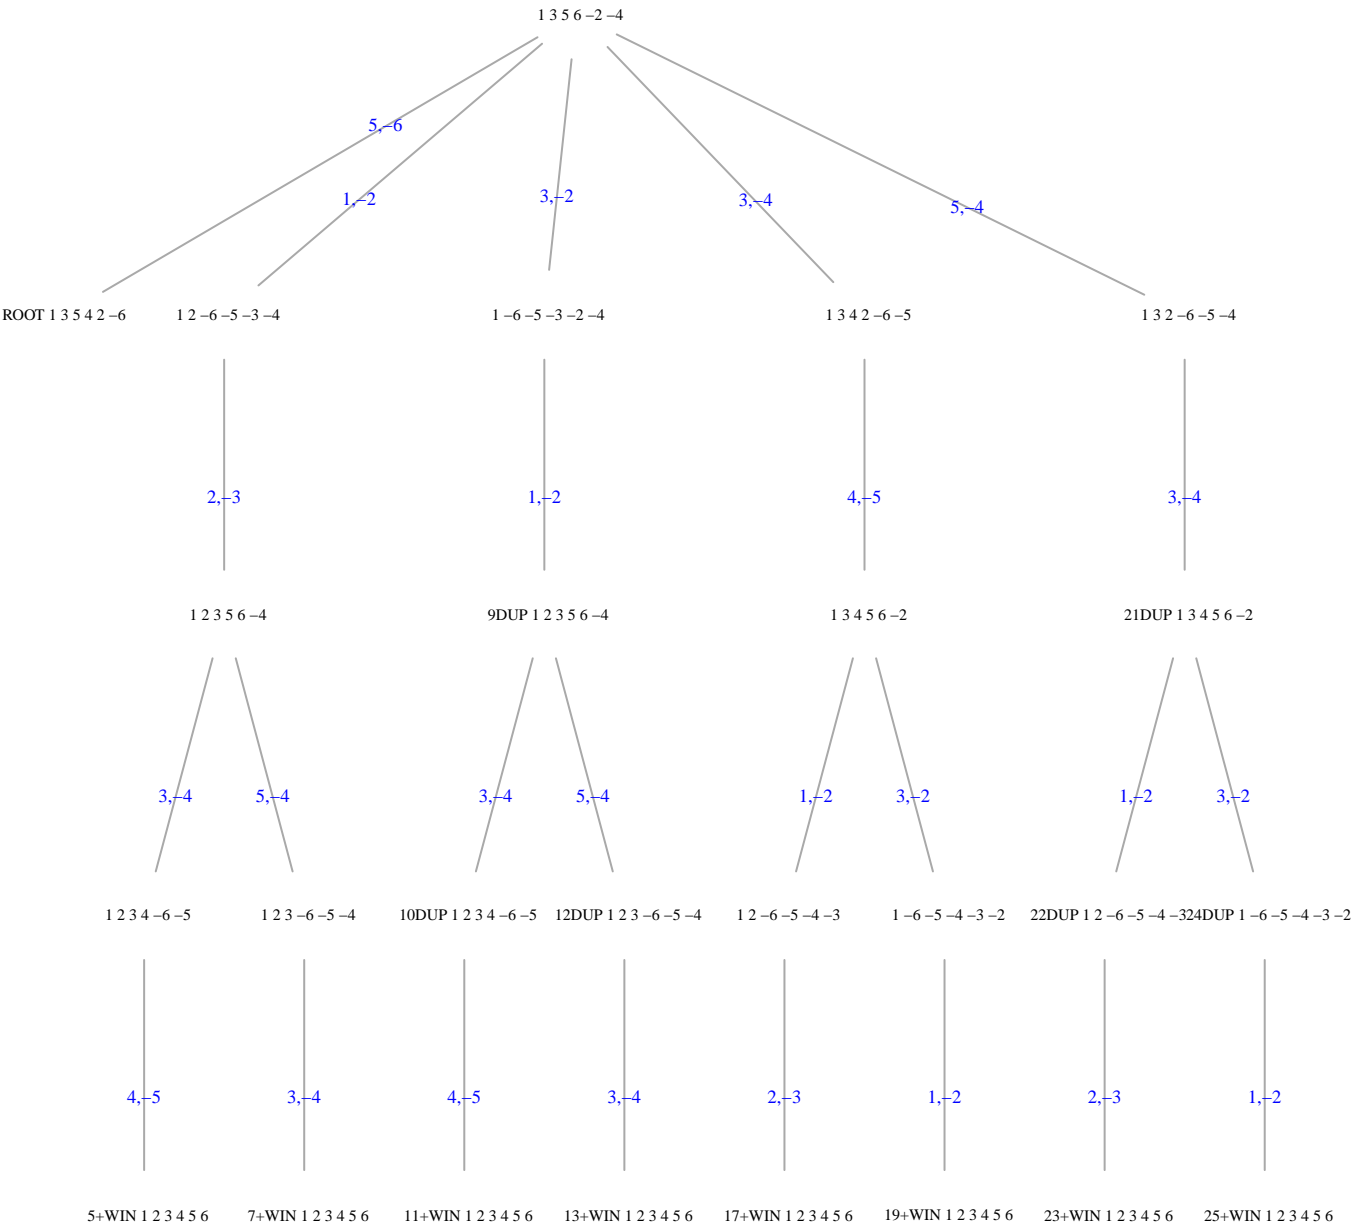 1 3 5 6 –2 –4
5,–6
1,–2
3,–2
3,–4
5,–4
ROOT 1 3 5 4 2 –6
1 2 –6 –5 –3 –4
1 –6 –5 –3 –2 –4
1 3 4 2 –6 –5
1 3 2 –6 –5 –4
2,–3
1,–2
4,–5
3,–4
1 2 3 5 6 –4
9DUP 1 2 3 5 6 –4
1 3 4 5 6 –2
21DUP 1 3 4 5 6 –2
3,–4
5,–4
3,–4
5,–4
1,–2
3,–2
1,–2
3,–2
1 2 3 4 –6 –5
1 2 3 –6 –5 –4
10DUP 1 2 3 4 –6 –5
12DUP 1 2 3 –6 –5 –4
1 2 –6 –5 –4 –3
1 –6 –5 –4 –3 –2
22DUP 1 2 –6 –5 –4 –3
24DUP 1 –6 –5 –4 –3 –2
4,–5
3,–4
4,–5
3,–4
2,–3
1,–2
2,–3
1,–2
5+WIN 1 2 3 4 5 6
7+WIN 1 2 3 4 5 6
11+WIN 1 2 3 4 5 6
13+WIN 1 2 3 4 5 6
17+WIN 1 2 3 4 5 6
19+WIN 1 2 3 4 5 6
23+WIN 1 2 3 4 5 6
25+WIN 1 2 3 4 5 6